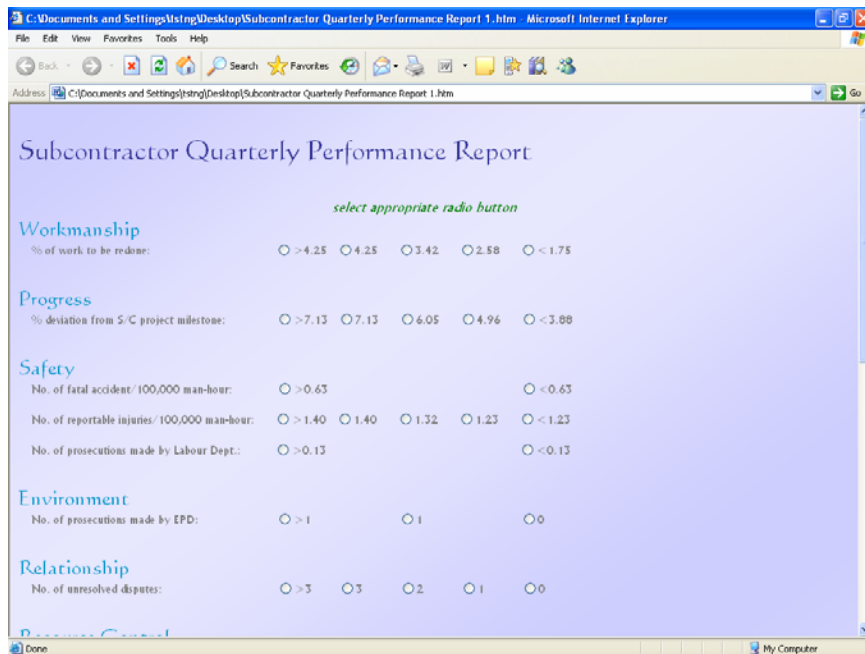 C:\Documents and Settings\tstng\Desktop\Subcontractor Quarterly Performance Report 1.htm - Microsoft Internet Explorer
File Edit View Favorites Tools Help
Back Search Favorites
Address C:\Documents and Settings\tstng\Desktop\Subcontractor Quarterly Performance Report 1.htm Go
Subcontractor Quarterly Performance Report
select appropriate radio button
Workmanship
% of work to be redone: >4.25 4.25 3.42 2.58 <1.75
Progress
% deviation from S/C project milestone: >7.13 7.13 6.05 4.96 <3.88
Safety
No. of fatal accident/100,000 man-hour: >0.63 <0.63
No. of reportable injuries/100,000 man-hour: >1.40 1.40 1.32 1.23 <1.23
No. of prosecutions made by Labour Dept.: >0.13 <0.13
Environment
No. of prosecutions made by EPD: >1 1 0
Relationship
No. of unresolved disputes: >3 3 2 1 0
Done My Computer